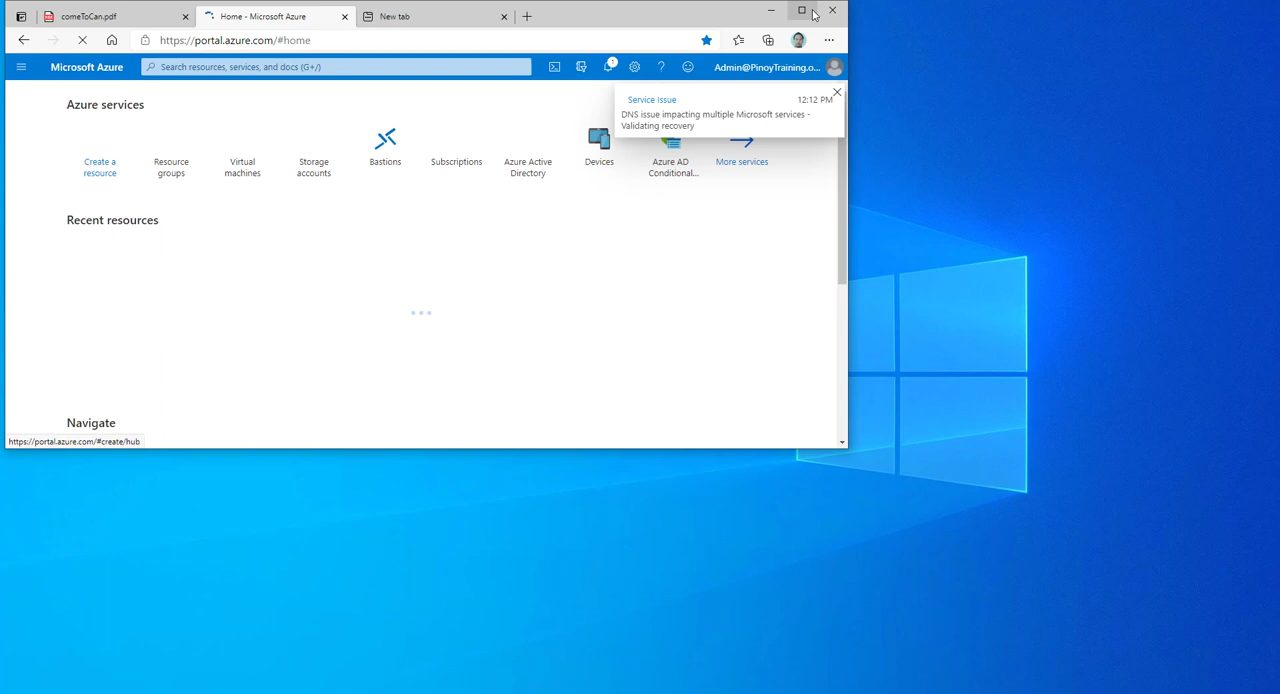 comeToCan.pdf
Home - Microsoft Azure
New tab
https://portal.azure.com/#home
Microsoft Azure
Search resources, services, and docs (G+/)
1
Admin@PinoyTraining.o...
Service Issue
12:12 PM
DNS issue impacting multiple Microsoft services -
Validating recovery
Azure services
Create a
resource
Resource
groups
Virtual
machines
Storage
accounts
Bastions
Subscriptions
Azure Active
Directory
Devices
Azure AD
Conditional...
More services
Recent resources
Navigate
https://portal.azure.com/#create/hub